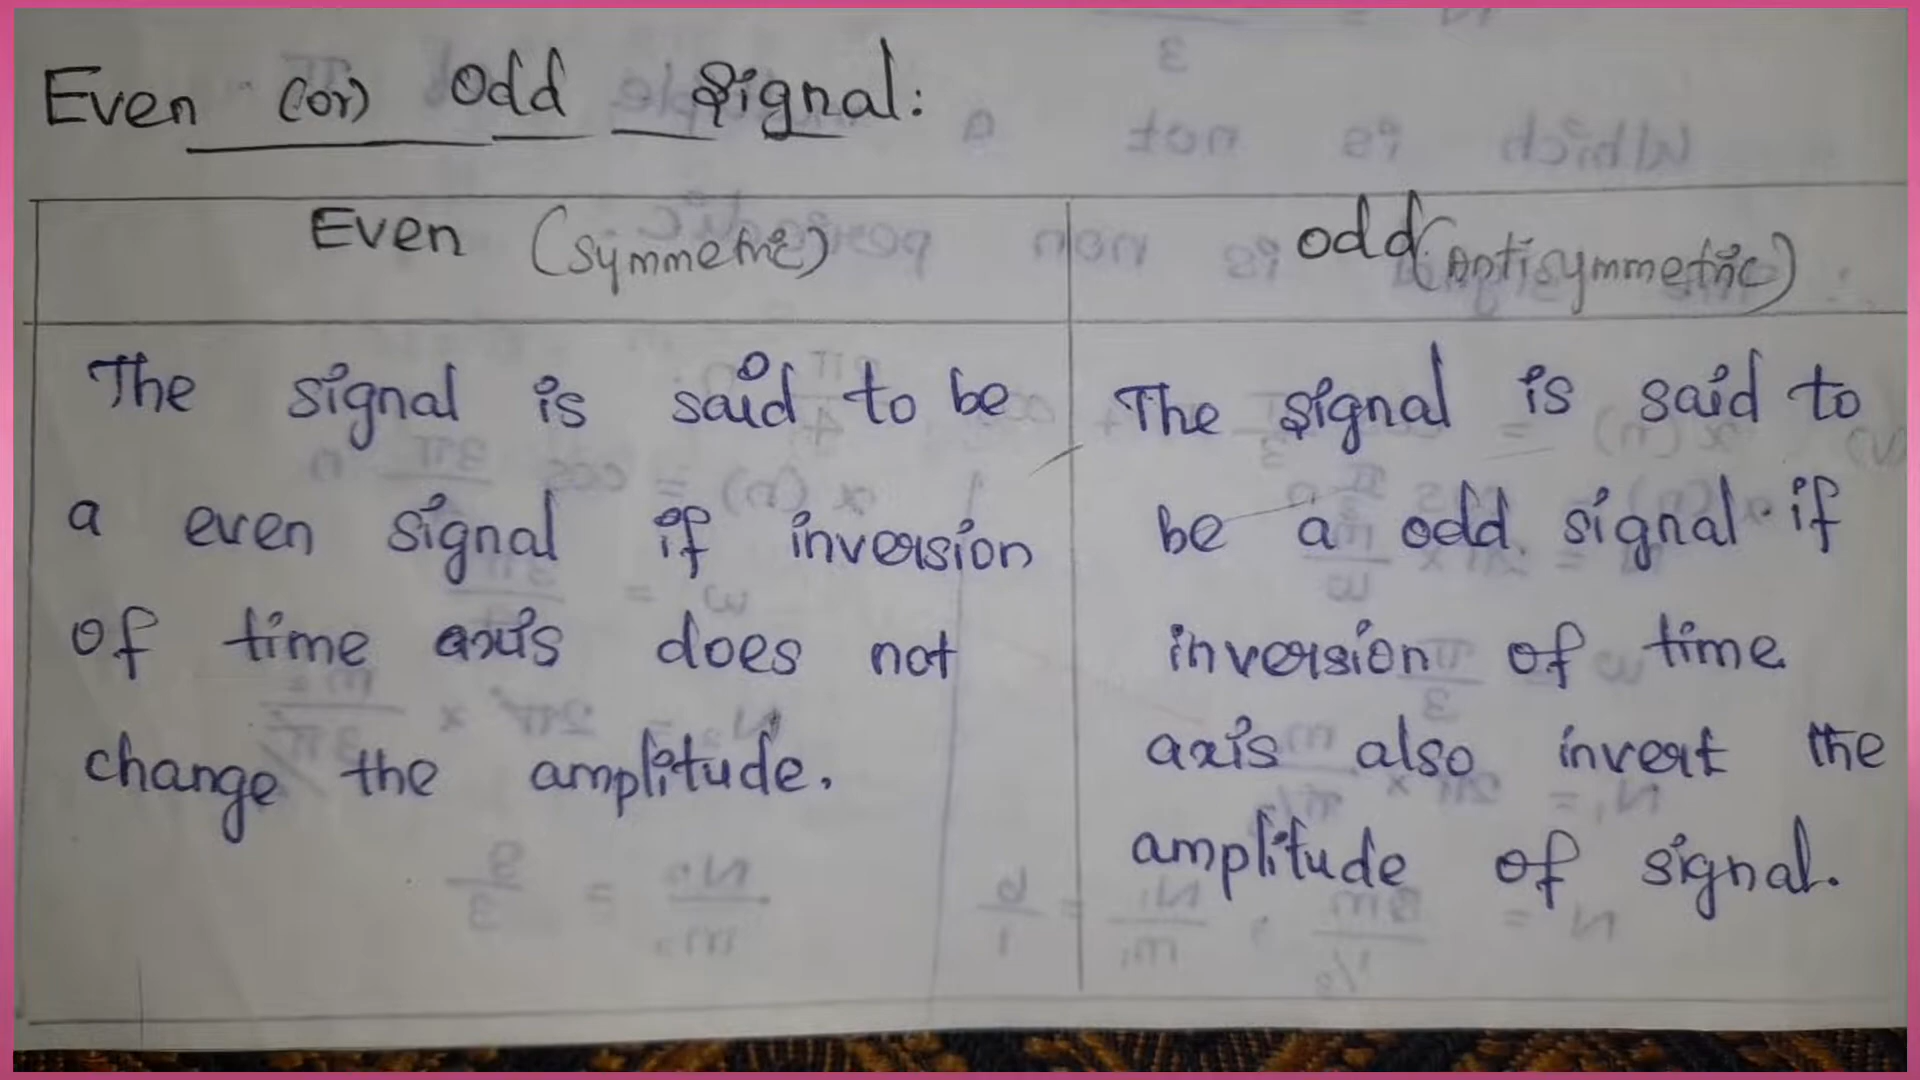 Even (or) Odd Signal:
Even (Symmetric)
The signal is said to be
a even signal if inversion
of time axis does not
change the amplitude.
odd (Antisymmetric)
The signal is said to
be a odd signal if
inversion of time
axis also invert the
amplitude of signal.